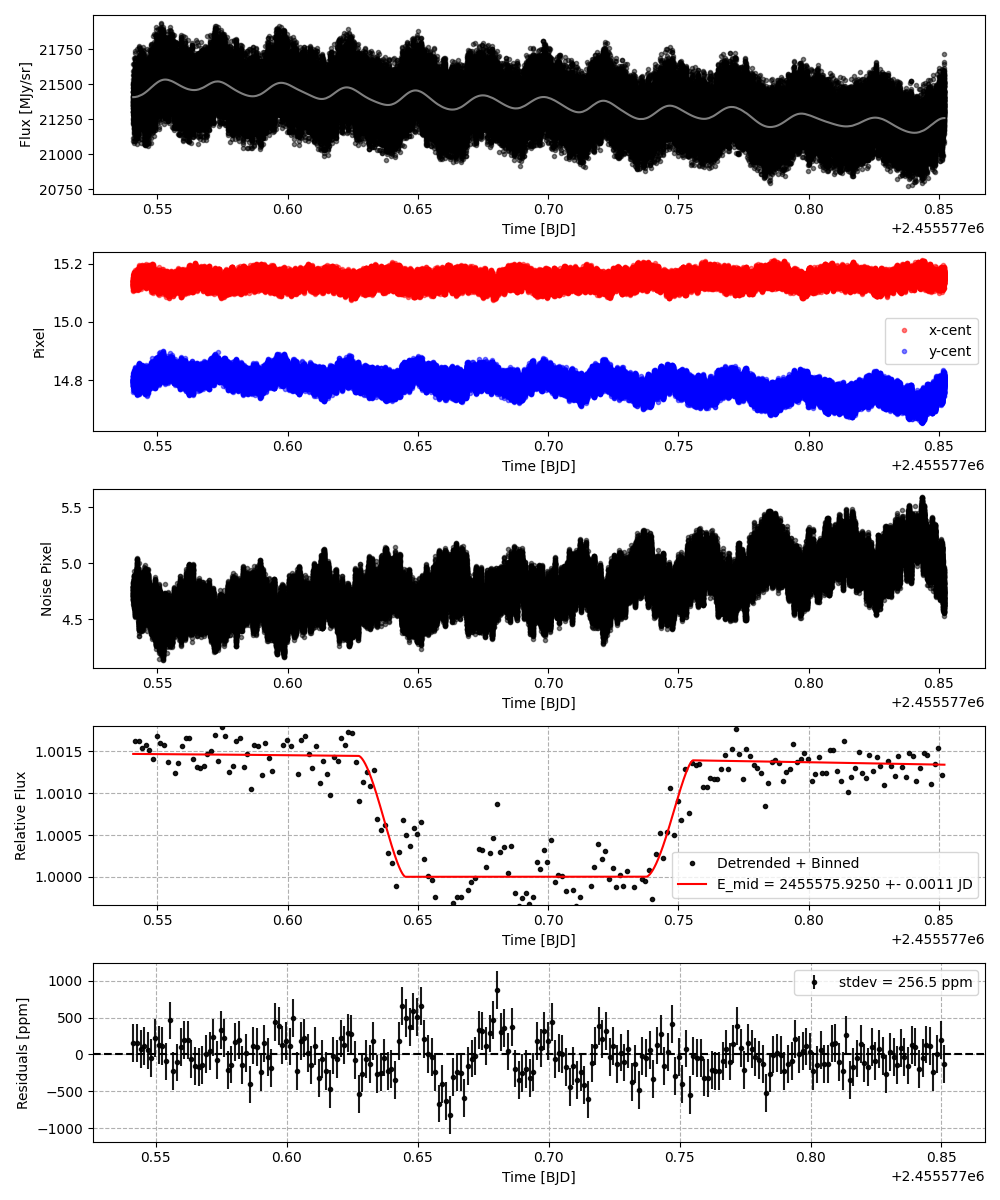 21750
21500
21250
21000
20750
Flux [MJy/sr]
0.55 0.60 0.65 0.70 0.75 0.80 0.85
Time [BJD]
+2.455577e6
15.2
15.0
14.8
Pixel
x-cent
y-cent
0.55 0.60 0.65 0.70 0.75 0.80 0.85
Time [BJD]
+2.455577e6
5.5
5.0
4.5
Noise Pixel
0.55 0.60 0.65 0.70 0.75 0.80 0.85
Time [BJD]
+2.455577e6
1.0015
1.0010
1.0005
1.0000
Relative Flux
Detrended + Binned
E_mid = 2455575.9250 +- 0.0011 JD
0.55 0.60 0.65 0.70 0.75 0.80 0.85
Time [BJD]
+2.455577e6
1000
500
0
−500
−1000
Residuals [ppm]
stdev = 256.5 ppm
0.55 0.60 0.65 0.70 0.75 0.80 0.85
Time [BJD]
+2.455577e6